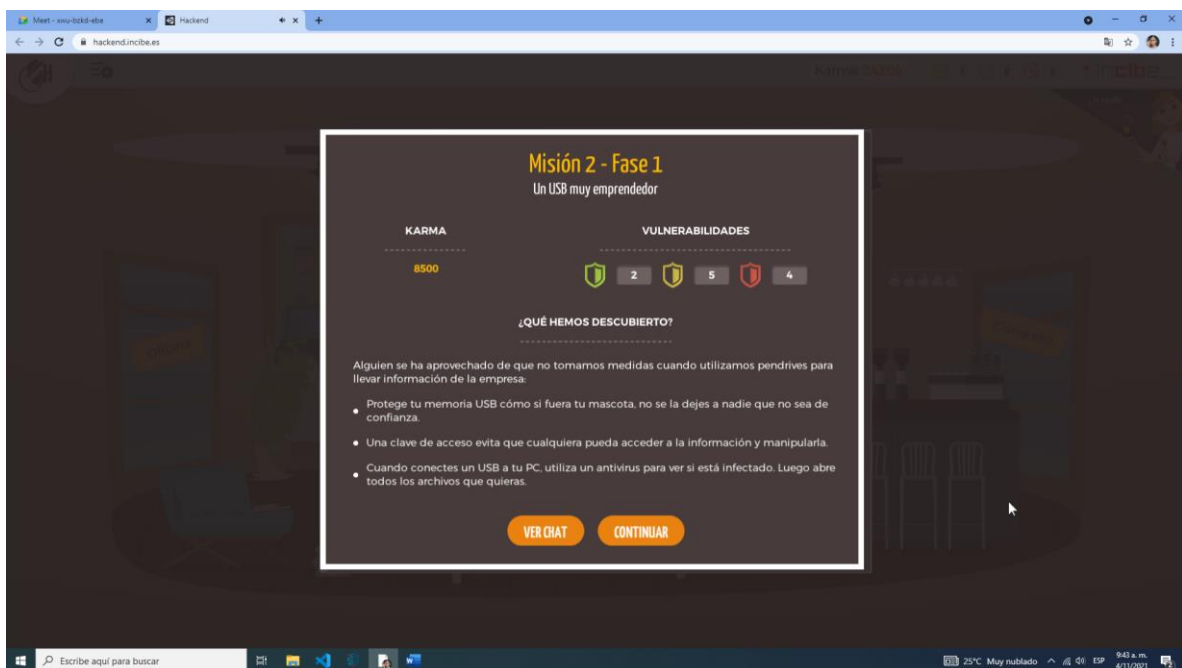 Meet - xwu-bzkd-ebe
Hackend
hackend.incibe.es
Misión 2 - Fase 1
Un USB muy emprendedor
KARMA
VULNERABILIDADES
8500
2 5 4
¿QUÉ HEMOS DESCUBIERTO?
Alguien se ha aprovechado de que no tomamos medidas cuando utilizamos pendrives para
llevar información de la empresa:
Protege tu memoria USB cómo si fuera tu mascota, no se la dejes a nadie que no sea de
confianza.
Una clave de acceso evita que cualquiera pueda acceder a la información y manipularla.
Cuando conectes un USB a tu PC, utiliza un antivirus para ver si está infectado. Luego abre
todos los archivos que quieras.
VER CHAT CONTINUAR
Escribe aquí para buscar
25°C Muy nublado ESP
9:43 a. m.
4/11/2021